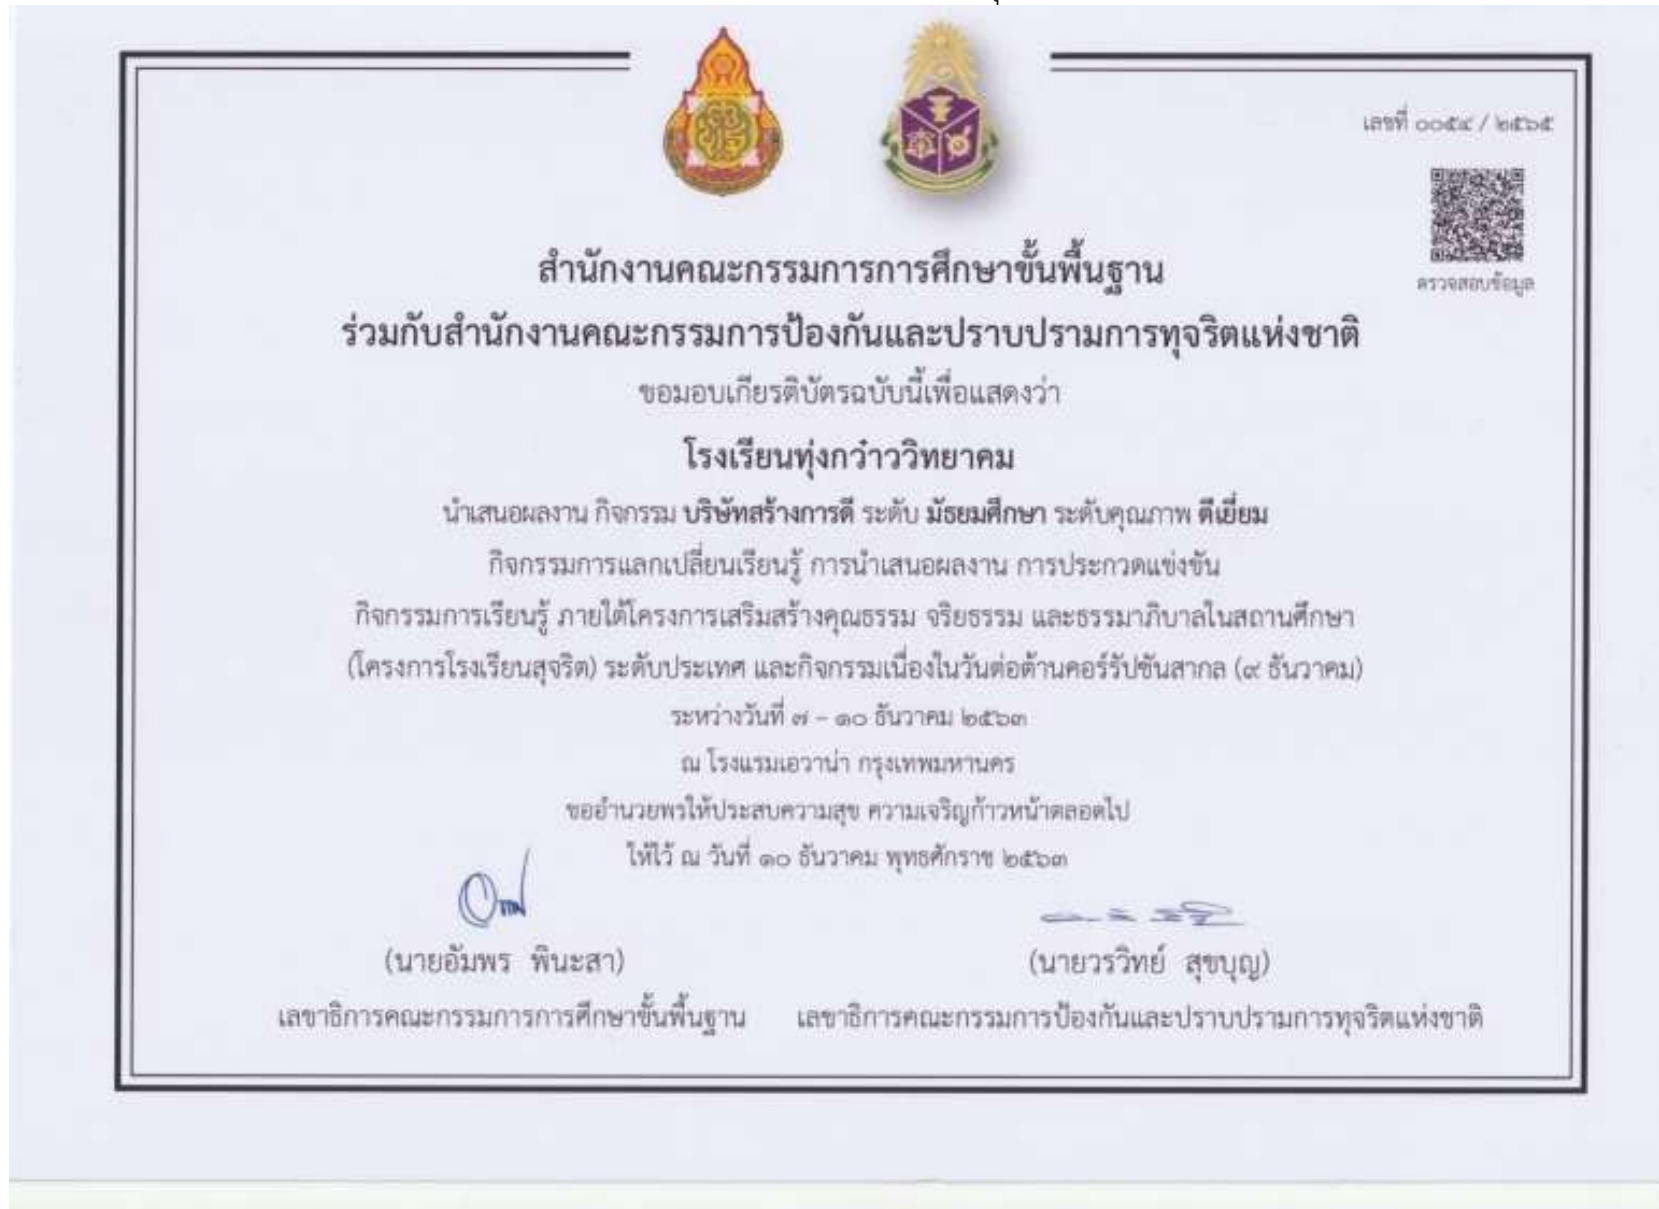 เลขที่ ๐๐๕๔ / ๒๕๖๕
ตรวจสอบข้อมูล
สำนักงานคณะกรรมการการศึกษาขั้นพื้นฐาน
ร่วมกับสำนักงานคณะกรรมการป้องกันและปราบปรามการทุจริตแห่งชาติ
ขอมอบเกียรติบัตรฉบับนี้เพื่อแสดงว่า
โรงเรียนทุ่งกว๋าววิทยาคม
นำเสนอผลงาน กิจกรรม บริษัทสร้างการดี ระดับ มัธยมศึกษา ระดับคุณภาพ ดีเยี่ยม
กิจกรรมการแลกเปลี่ยนเรียนรู้ การนำเสนอผลงาน การประกวดแข่งขัน
กิจกรรมการเรียนรู้ ภายใต้โครงการเสริมสร้างคุณธรรม จริยธรรม และธรรมาภิบาลในสถานศึกษา
(โครงการโรงเรียนสุจริต) ระดับประเทศ และกิจกรรมเนื่องในวันต่อต้านคอร์รัปชันสากล (๙ ธันวาคม)
ระหว่างวันที่ ๗ – ๑๐ ธันวาคม ๒๕๖๓
ณ โรงแรมเอวาน่า กรุงเทพมหานคร
ขออำนวยพรให้ประสบความสุข ความเจริญก้าวหน้าตลอดไป
ให้ไว้ ณ วันที่ ๑๐ ธันวาคม พุทธศักราช ๒๕๖๓
(นายอัมพร พินะสา) (นายวรวิทย์ สุขบุญ)
เลขาธิการคณะกรรมการการศึกษาขั้นพื้นฐาน เลขาธิการคณะกรรมการป้องกันและปราบปรามการทุจริตแห่งชาติ